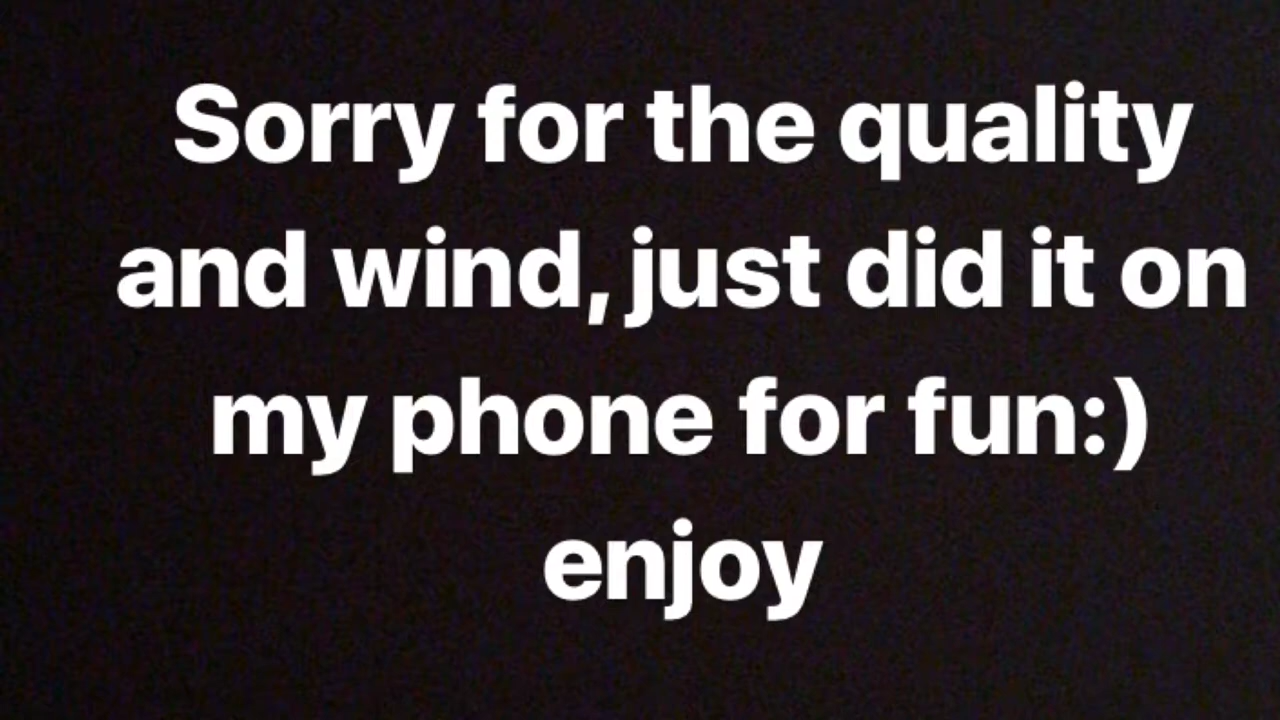 Sorry for the quality
and wind, just did it on
my phone for fun:)
enjoy